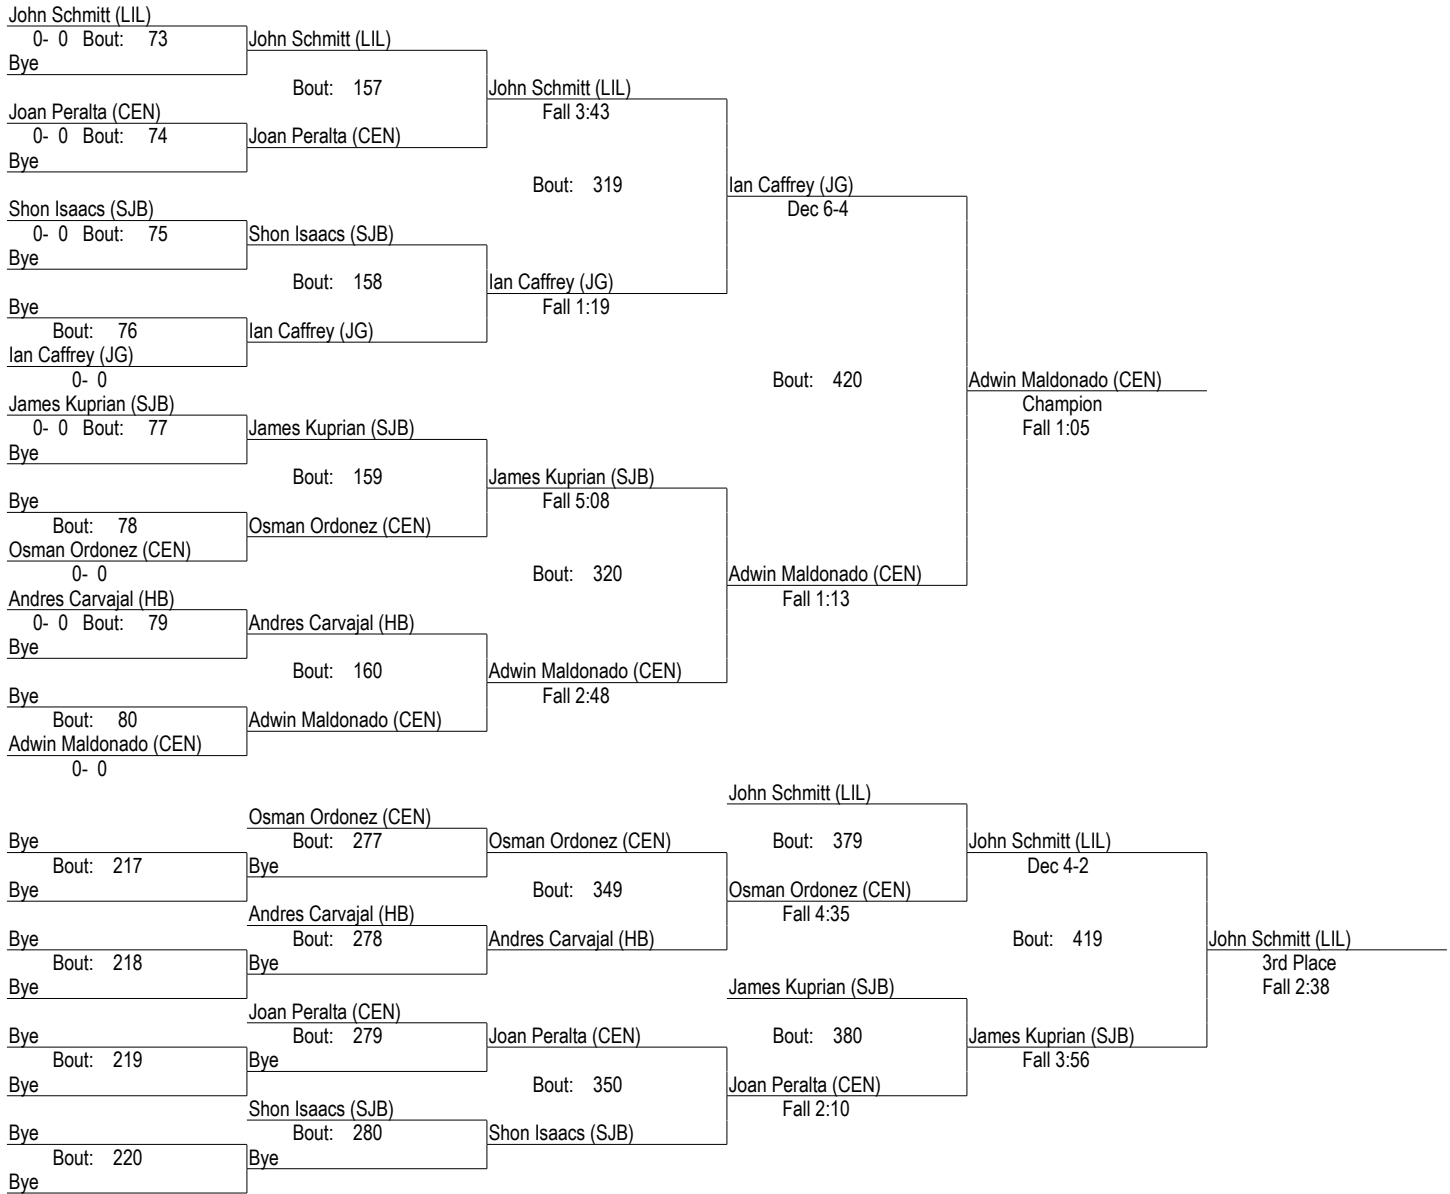 John Schmitt (LIL)
0- 0 Bout: 73
John Schmitt (LIL)
Bye
Bout: 157
John Schmitt (LIL)
Joan Peralta (CEN)
Fall 3:43
0- 0 Bout: 74
Joan Peralta (CEN)
Bye
Bout: 319
Ian Caffrey (JG)
Shon Isaacs (SJB)
Dec 6-4
0- 0 Bout: 75
Shon Isaacs (SJB)
Bye
Bout: 158
Ian Caffrey (JG)
Bye
Fall 1:19
Bout: 76
Ian Caffrey (JG)
Ian Caffrey (JG)
0- 0
Bout: 420
Adwin Maldonado (CEN)
James Kuprian (SJB)
Champion
0- 0 Bout: 77
James Kuprian (SJB)
Fall 1:05
Bye
Bout: 159
James Kuprian (SJB)
Bye
Fall 5:08
Bout: 78
Osman Ordonez (CEN)
Osman Ordonez (CEN)
0- 0
Bout: 320
Adwin Maldonado (CEN)
Andres Carvajal (HB)
Fall 1:13
0- 0 Bout: 79
Andres Carvajal (HB)
Bye
Bout: 160
Adwin Maldonado (CEN)
Bye
Fall 2:48
Bout: 80
Adwin Maldonado (CEN)
Adwin Maldonado (CEN)
0- 0
John Schmitt (LIL)
Osman Ordonez (CEN)
Bye
Bout: 277
Osman Ordonez (CEN)
Bout: 379
John Schmitt (LIL)
Bout: 217
Bye
Dec 4-2
Bye
Bout: 349
Osman Ordonez (CEN)
Andres Carvajal (HB)
Fall 4:35
Bye
Bout: 278
Andres Carvajal (HB)
Bout: 419
John Schmitt (LIL)
Bout: 218
Bye
3rd Place
Bye
James Kuprian (SJB)
Fall 2:38
Joan Peralta (CEN)
Bye
Bout: 279
Joan Peralta (CEN)
Bout: 380
James Kuprian (SJB)
Bout: 219
Bye
Fall 3:56
Bye
Bout: 350
Joan Peralta (CEN)
Shon Isaacs (SJB)
Fall 2:10
Bye
Bout: 280
Shon Isaacs (SJB)
Bout: 220
Bye
Bye